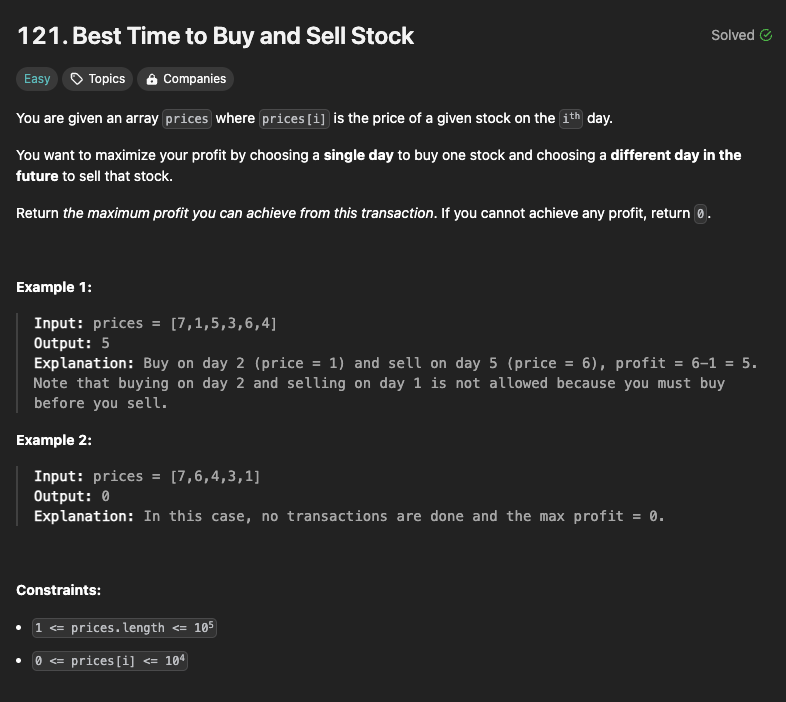 121. Best Time to Buy and Sell Stock
Solved
Easy Topics Companies
You are given an array prices where prices[i] is the price of a given stock on the ith day.
You want to maximize your profit by choosing a single day to buy one stock and choosing a different day in the
future to sell that stock.
Return the maximum profit you can achieve from this transaction. If you cannot achieve any profit, return 0.
Example 1:
Input: prices = [7,1,5,3,6,4]
Output: 5
Explanation: Buy on day 2 (price = 1) and sell on day 5 (price = 6), profit = 6-1 = 5.
Note that buying on day 2 and selling on day 1 is not allowed because you must buy
before you sell.
Example 2:
Input: prices = [7,6,4,3,1]
Output: 0
Explanation: In this case, no transactions are done and the max profit = 0.
Constraints:
• 1 <= prices.length <= 10⁵
• 0 <= prices[i] <= 10⁴